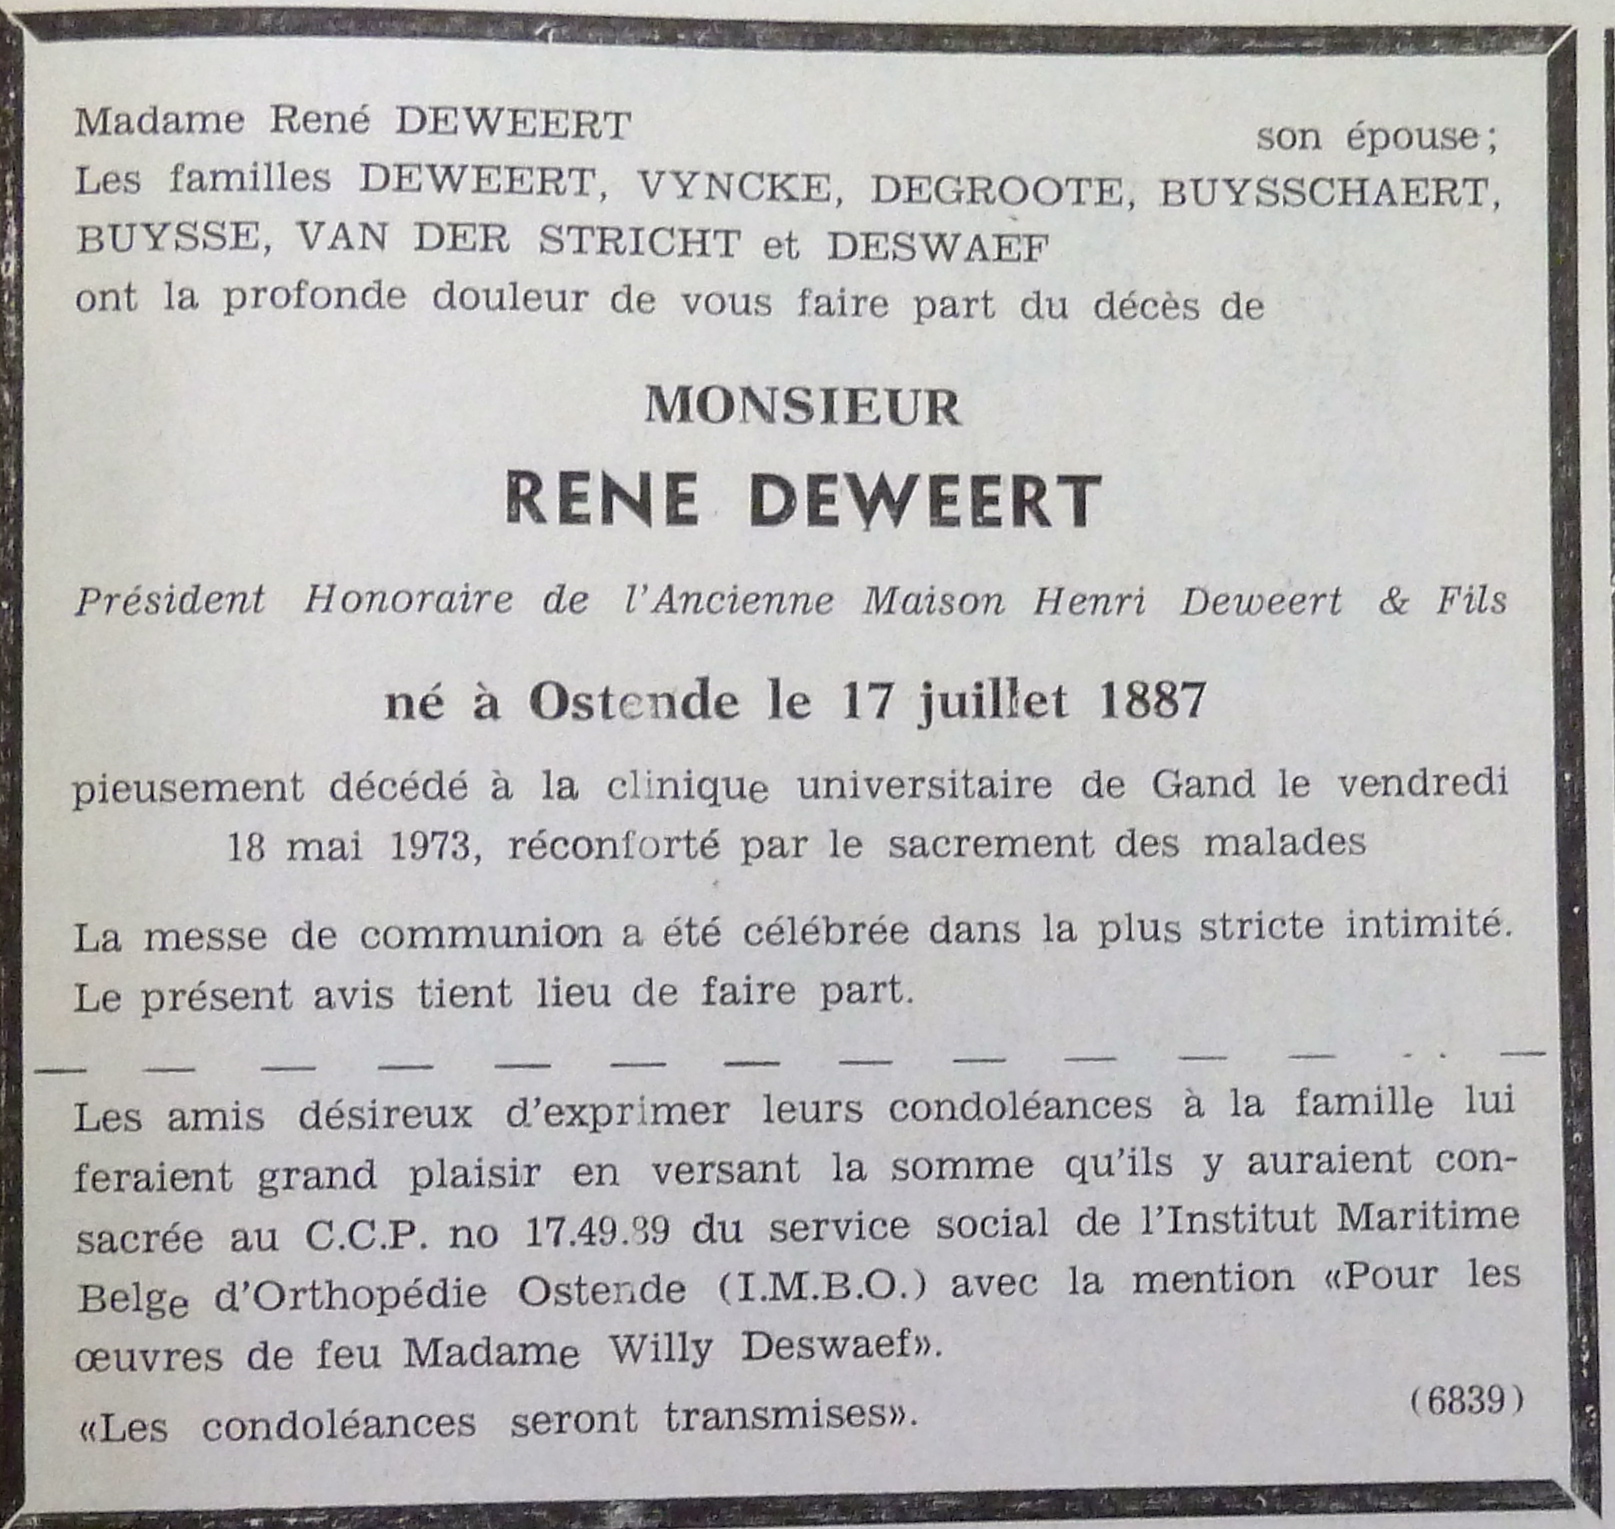 Madame René DEWEERT son épouse;
Les familles DEWEERT, VYNCKE, DEGROOTE, BUYSSCHAERT,
BUYSSE, VAN DER STRICHT et DESWAEF
ont la profonde douleur de vous faire part du décès de
MONSIEUR
RENE DEWEERT
Président Honoraire de l'Ancienne Maison Henri Deweert & Fils
né à Ostende le 17 juillet 1887
pieusement décédé à la clinique universitaire de Gand le vendredi
18 mai 1973, réconforté par le sacrement des malades
La messe de communion a été célébrée dans la plus stricte intimité.
Le présent avis tient lieu de faire part.
Les amis désireux d'exprimer leurs condoléances à la famille lui
feraient grand plaisir en versant la somme qu'ils y auraient con-
sacrée au C.C.P. no 17.49.89 du service social de l'Institut Maritime
Belge d'Orthopédie Ostende (I.M.B.O.) avec la mention «Pour les
œuvres de feu Madame Willy Deswaef».
«Les condoléances seront transmises».
(6839)